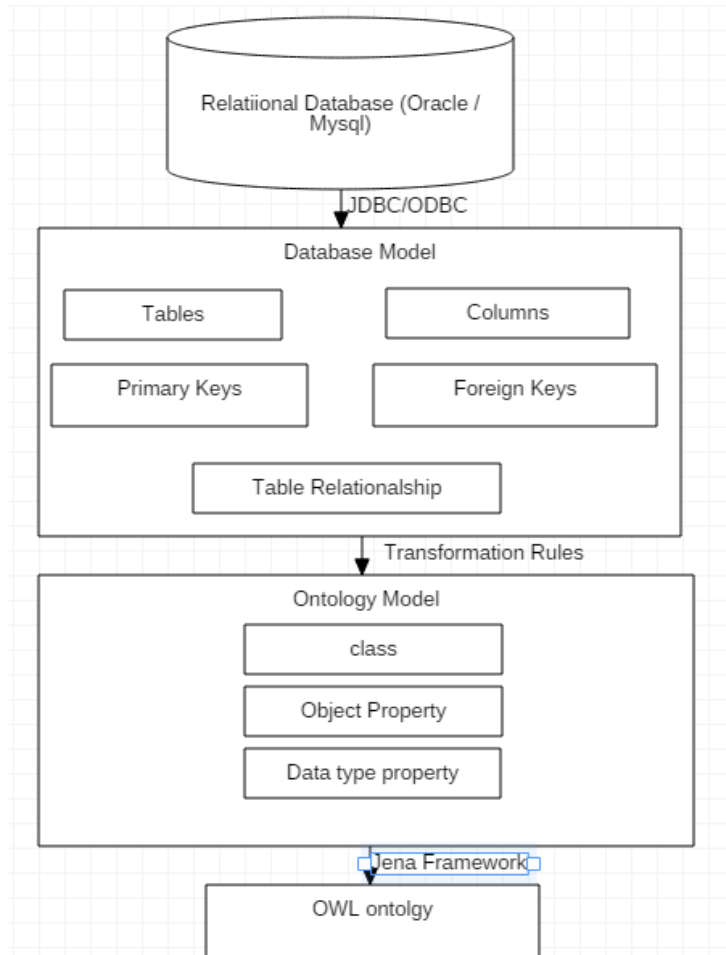 Relatiional Database (Oracle /
Mysql)
JDBC/ODBC
Database Model
Tables
Columns
Primary Keys
Foreign Keys
Table Relationalship
Transformation Rules
Ontology Model
class
Object Property
Data type property
Jena Framework
OWL ontolgy